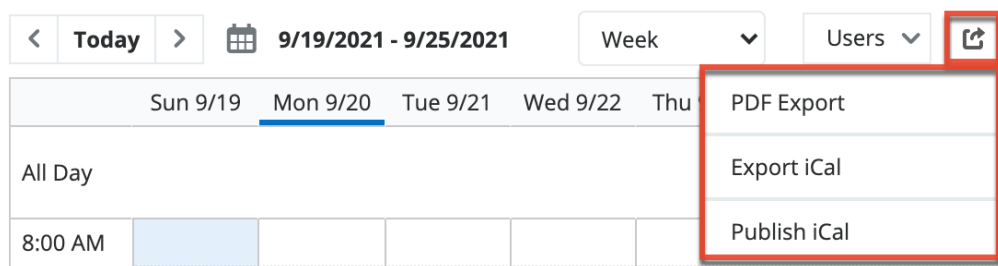 Today 9/19/2021 - 9/25/2021 Week Users
Sun 9/19 Mon 9/20 Tue 9/21 Wed 9/22 Thu
PDF Export
All Day
Export iCal
Publish iCal
8:00 AM